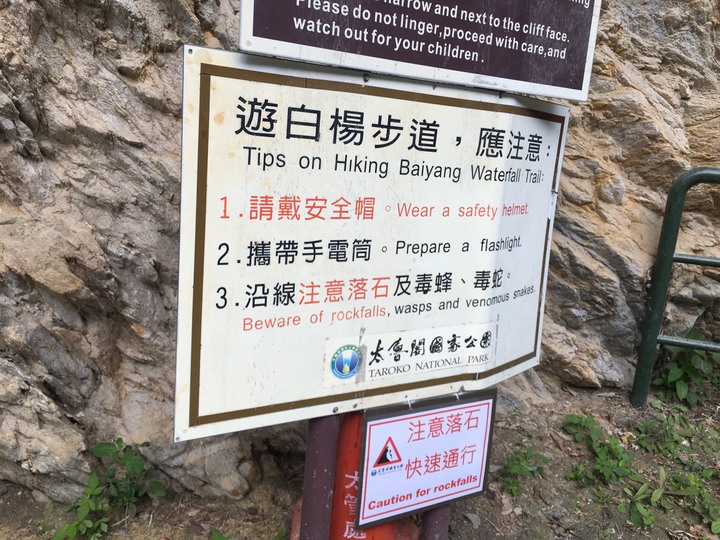 narrow and next to the cliff face.
Please do not linger,proceed with care,and
watch out for your children.
遊白楊步道，應注意:
Tips on Hiking Baiyang Waterfall Trail:
1.請戴安全帽。Wear a safety helmet.
2.攜帶手電筒。Prepare a flashlight.
3.沿線注意落石及毒蜂、毒蛇。
Beware of rockfalls, wasps and venomous snakes.
太魯閣國家公園
TAROKO NATIONAL PARK
注意落石
快速通行
Caution for rockfalls
太管處